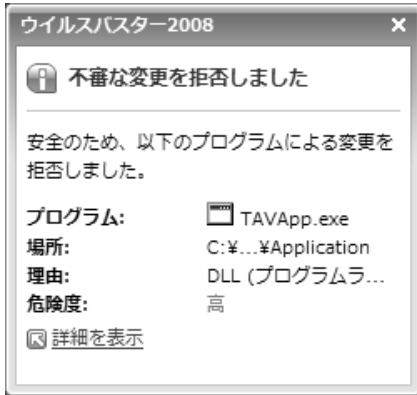 ウイルスバスター2008
不審な変更を拒否しました
安全のため、以下のプログラムによる変更を
拒否しました。
プログラム: TAVApp.exe
場所: C:¥...¥Application
理由: DLL (プログラムラ...
危険度: 高
詳細を表示